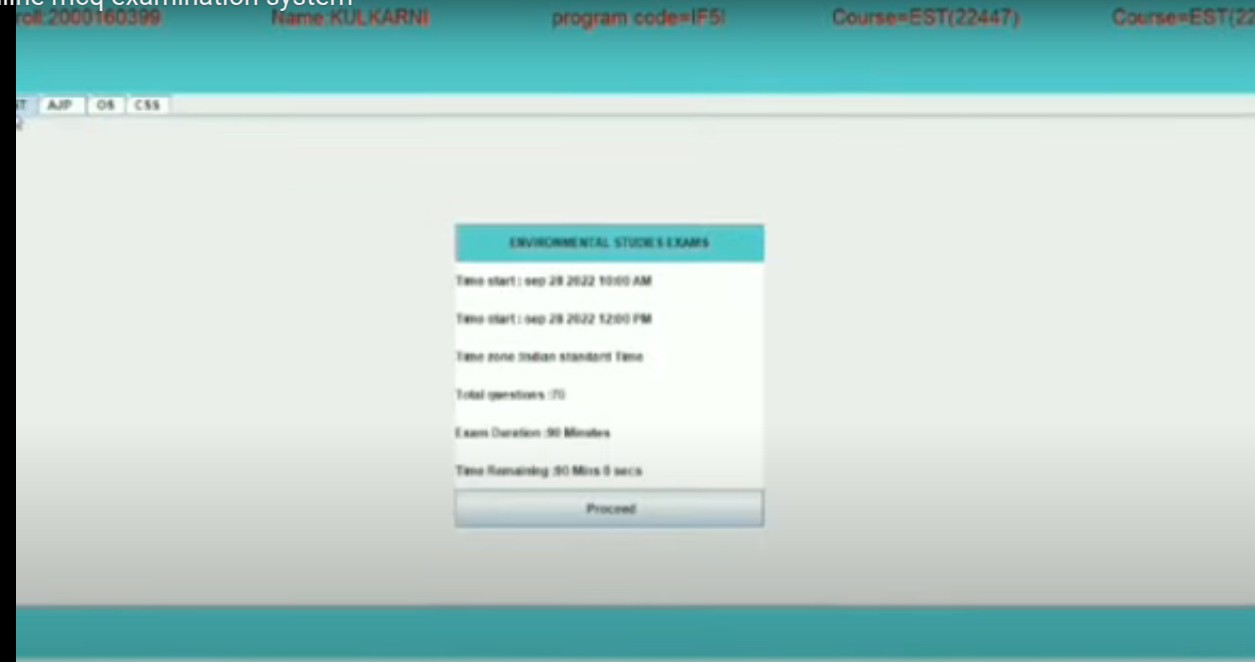 mcq examination system
roll:2000160399 Name:KULKARNI program code=IF5I Course=EST(22447) Course=EST(22
AJP OS CSS
ENVIRONMENTAL STUDIES EXAMS
Time start : sep 28 2022 10:00 AM
Time start : sep 28 2022 12:00 PM
Time zone :Indian standard Time
Total questions :70
Exam Duration :90 Minutes
Time Remaining :90 Mins 0 secs
Proceed